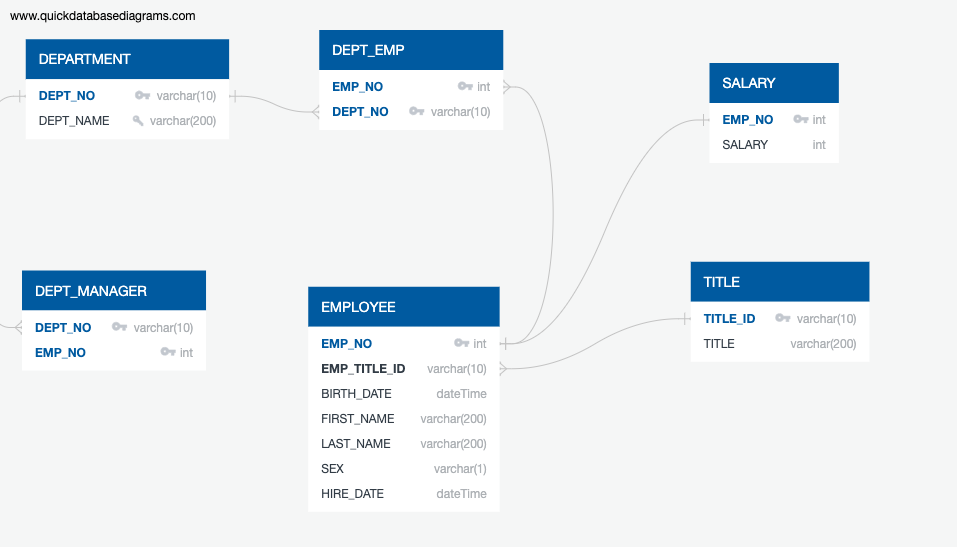 www.quickdatabasediagrams.com
DEPARTMENT
DEPT_NO varchar(10)
DEPT_NAME varchar(200)
DEPT_EMP
EMP_NO int
DEPT_NO varchar(10)
SALARY
EMP_NO int
SALARY int
DEPT_MANAGER
DEPT_NO varchar(10)
EMP_NO int
EMPLOYEE
EMP_NO int
EMP_TITLE_ID varchar(10)
BIRTH_DATE dateTime
FIRST_NAME varchar(200)
LAST_NAME varchar(200)
SEX varchar(1)
HIRE_DATE dateTime
TITLE
TITLE_ID varchar(10)
TITLE varchar(200)